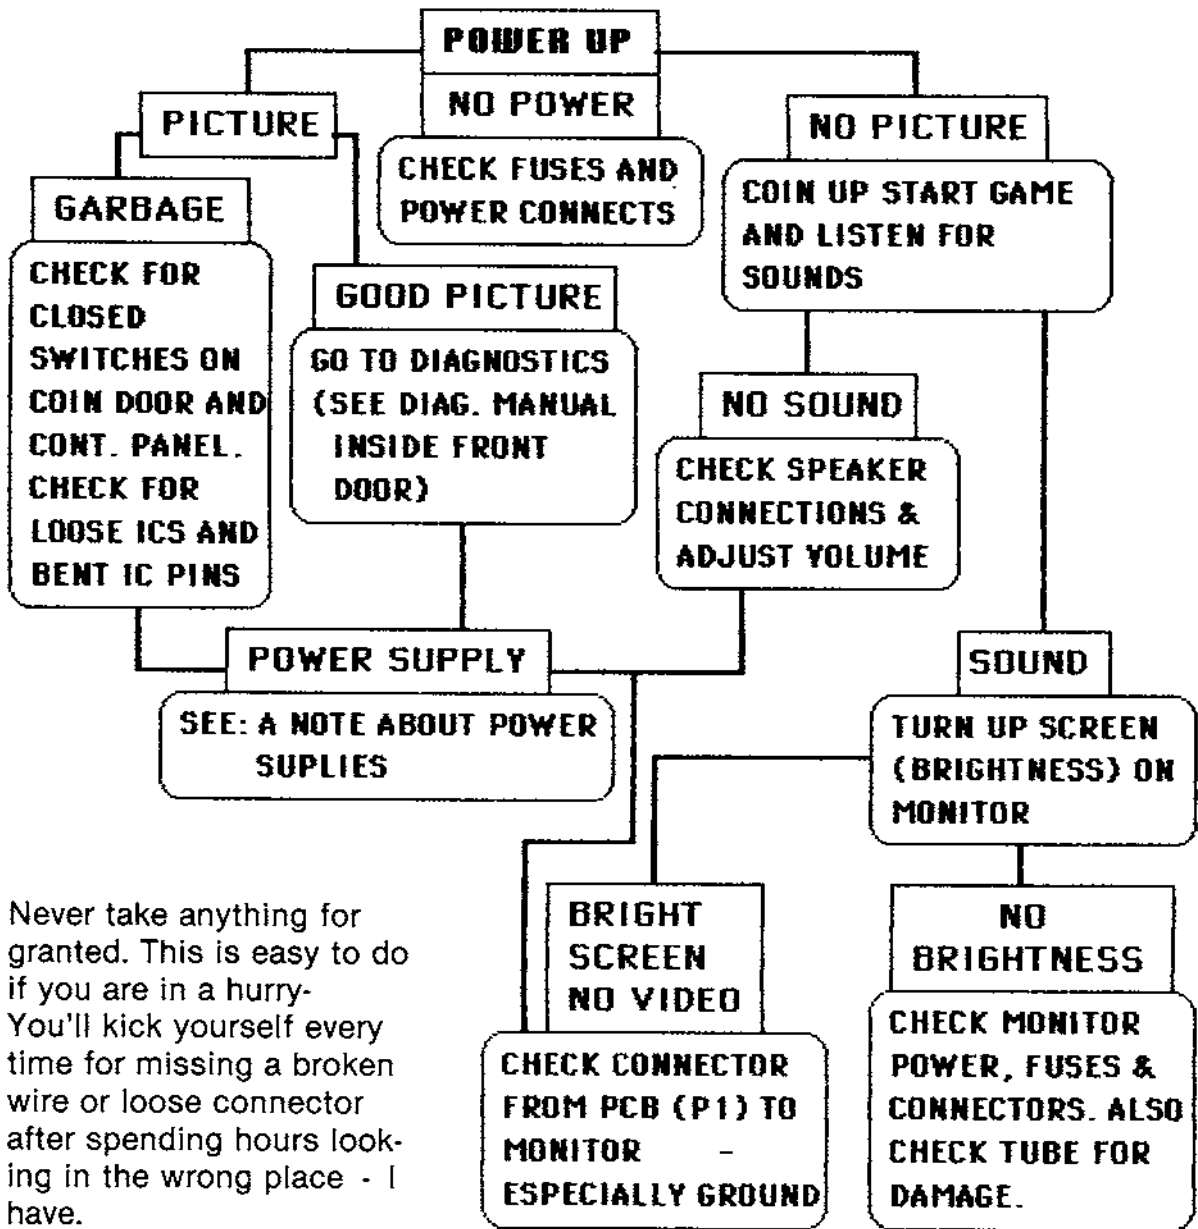 POWER UP
NO POWER
CHECK FUSES AND
POWER CONNECTS
PICTURE
GARBAGE
CHECK FOR
CLOSED
SWITCHES ON
COIN DOOR AND
CONT. PANEL.
CHECK FOR
LOOSE ICS AND
BENT IC PINS
GOOD PICTURE
GO TO DIAGNOSTICS
(SEE DIAG. MANUAL
INSIDE FRONT
DOOR)
NO PICTURE
COIN UP START GAME
AND LISTEN FOR
SOUNDS
NO SOUND
CHECK SPEAKER
CONNECTIONS &
ADJUST VOLUME
POWER SUPPLY
SEE: A NOTE ABOUT POWER
SUPLIES
SOUND
TURN UP SCREEN
(BRIGHTNESS) ON
MONITOR
BRIGHT
SCREEN
NO VIDEO
CHECK CONNECTOR
FROM PCB (P1) TO
MONITOR -
ESPECIALLY GROUND
NO
BRIGHTNESS
CHECK MONITOR
POWER, FUSES &
CONNECTORS. ALSO
CHECK TUBE FOR
DAMAGE.
Never take anything for
granted. This is easy to do
if you are in a hurry-
You'll kick yourself every
time for missing a broken
wire or loose connector
after spending hours look-
ing in the wrong place - I
have.